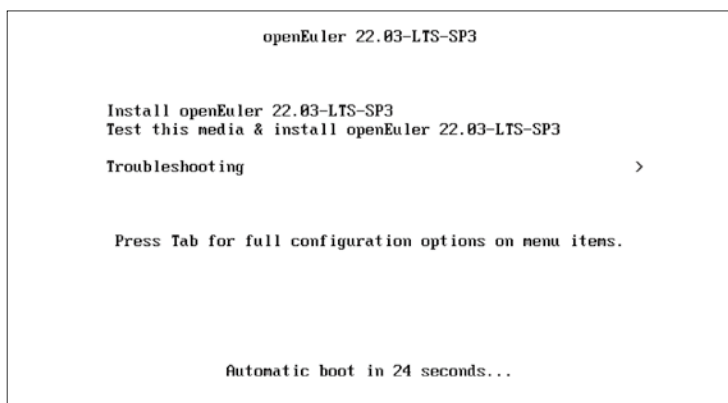 openEuler 22.03-LTS-SP3
Install openEuler 22.03-LTS-SP3
Test this media & install openEuler 22.03-LTS-SP3
Troubleshooting >
Press Tab for full configuration options on menu items.
Automatic boot in 24 seconds...